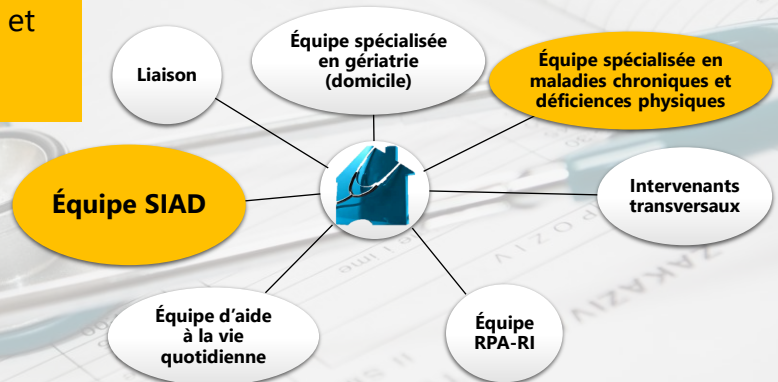 et
Équipe spécialisée
en gériatrie
(domicile)
Liaison
Équipe spécialisée en
maladies chroniques et
déficiences physiques
Équipe SIAD
Intervenants
transversaux
Équipe d'aide
à la vie
quotidienne
Équipe
RPA-RI
ZAKAZIV